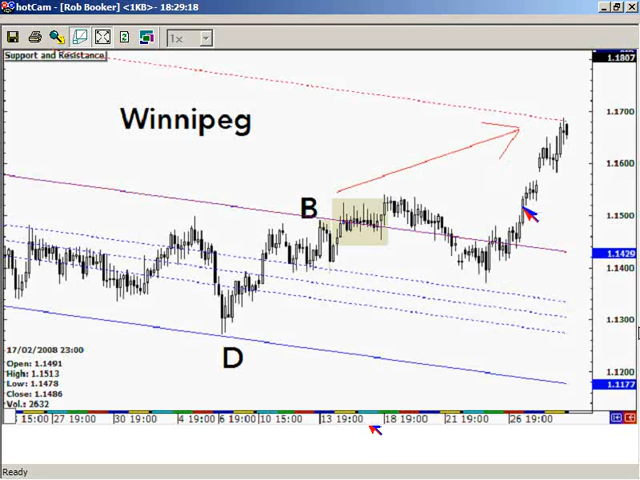 hotCam - [Rob Booker] <1KB> - 18:29:18
1x
Support and Resistance
1.1807
Winnipeg
1.1700
1.1600
B
1.1500
1.1429
1.1400
1.1300
D
17/02/2008 23:00
Open: 1.1491
High: 1.1513
Low: 1.1478
Close: 1.1486
Vol.: 2632
1.1200
1.1177
15:00 27 19:00 30 19:00 4 19:00 6 19:00 10 15:00 13 19:00 18 19:00 21 19:00 26 19:00
Ready